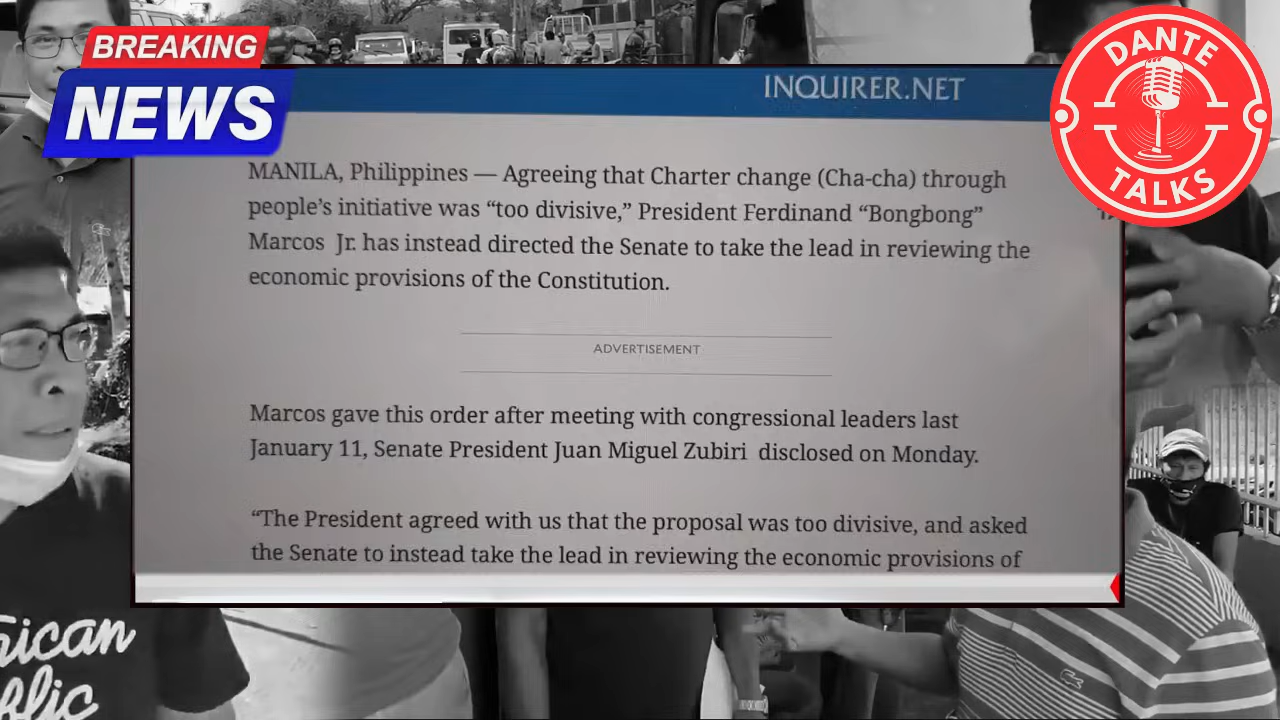 BREAKING
NEWS
INQUIRER.NET
DANTE
TALKS
MANILA, Philippines — Agreeing that Charter change (Cha-cha) through
people's initiative was “too divisive,” President Ferdinand “Bongbong”
Marcos Jr. has instead directed the Senate to take the lead in reviewing the
economic provisions of the Constitution.
ADVERTISEMENT
Marcos gave this order after meeting with congressional leaders last
January 11, Senate President Juan Miguel Zubiri disclosed on Monday.
“The President agreed with us that the proposal was too divisive, and asked
the Senate to instead take the lead in reviewing the economic provisions of